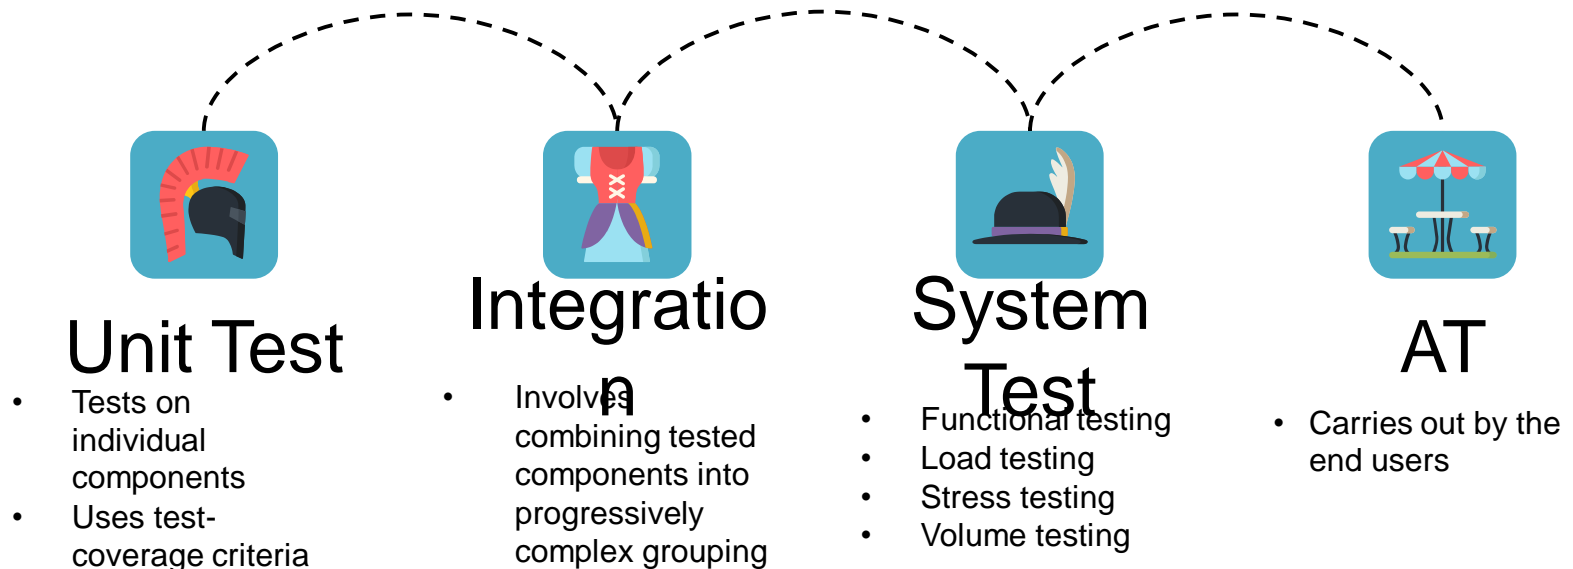 Unit Test
• Tests on
individual
components
• Uses test-
coverage criteria
Integratio
n
• Involves
combining tested
components into
progressively
complex grouping
System
Test
• Functional testing
• Load testing
• Stress testing
• Volume testing
AT
• Carries out by the
end users